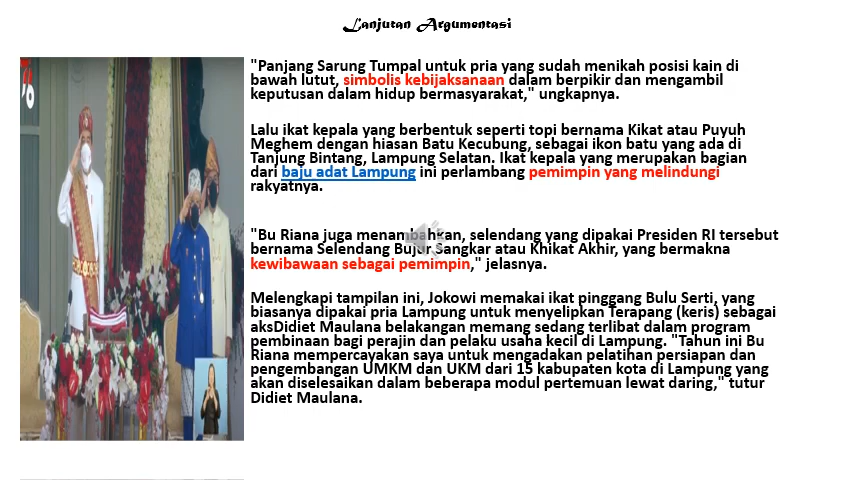 Lanjutan Argumentasi
"Panjang Sarung Tumpal untuk pria yang sudah menikah posisi kain di
bawah lutut, simbolis kebijaksanaan dalam berpikir dan mengambil
keputusan dalam hidup bermasyarakat," ungkapnya.
Lalu ikat kepala yang berbentuk seperti topi bernama Kikat atau Puyuh
Meghem dengan hiasan Batu Kecubung, sebagai ikon batu yang ada di
Tanjung Bintang, Lampung Selatan. Ikat kepala yang merupakan bagian
dari baju adat Lampung ini perlambang pemimpin yang melindungi
rakyatnya.
"Bu Riana juga menambahkan, selendang yang dipakai Presiden RI tersebut
bernama Selendang Bujur Sangkar atau Khikat Akhir, yang bermakna
kewibawaan sebagai pemimpin," jelasnya.
Melengkapi tampilan ini, Jokowi memakai ikat pinggang Bulu Serti, yang
biasanya dipakai pria Lampung untuk menyelipkan Terapang (keris) sebagai
aksDidiet Maulana belakangan memang sedang terlibat dalam program
pembinaan bagi perajin dan pelaku usaha kecil di Lampung. "Tahun ini Bu
Riana mempercayakan saya untuk mengadakan pelatihan persiapan dan
pengembangan UMKM dan UKM dari 15 kabupaten kota di Lampung yang
akan diselesaikan dalam beberapa modul pertemuan lewat daring," tutur
Didiet Maulana.